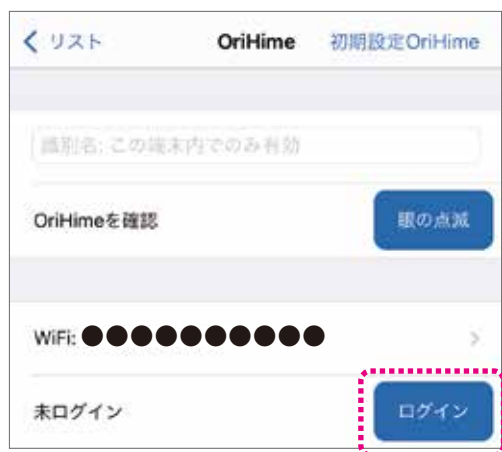 リスト OriHime 初期設定OriHime
識別名: この端末内でのみ有効
OriHimeを確認 眼の点滅
WiFi: ●●●●●●●●●●
未ログイン ログイン